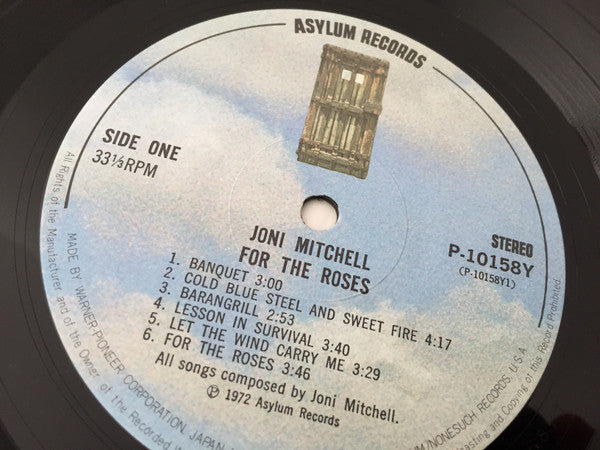 ASYLUM RECORDS
SIDE ONE
33⅓RPM
STEREO
P-10158Y
(P-10158Y1)
JONI MITCHELL
FOR THE ROSES
1. BANQUET 3:00
2. COLD BLUE STEEL AND SWEET FIRE 4:17
3. BARANGRILL 2:53
4. LESSON IN SURVIVAL 3:40
5. LET THE WIND CARRY ME 3:29
6. FOR THE ROSES 3:46
All songs composed by Joni Mitchell.
Ⓟ 1972 Asylum Records
All Rights of the Manufacturer and of the Owner of the Recorded
MADE BY WARNER-PIONEER CORPORATION, JAPAN
/NONESUCH RECORDS, U.S.A
casting and Copying of this Record Prohibited